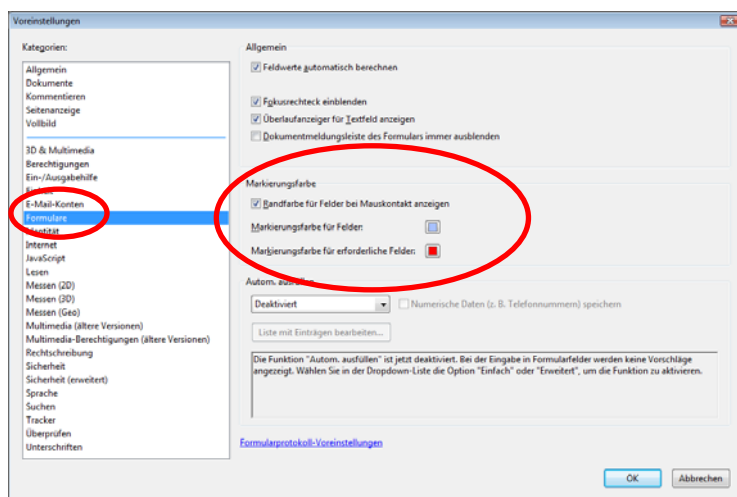 Voreinstellungen
Kategorien:
Allgemein
Dokumente
Kommentieren
Seitenanzeige
Vollbild
3D & Multimedia
Berechtigungen
Ein-/Ausgabehilfe
E-Mail-Konten
Formulare
Identität
Internet
JavaScript
Lesen
Messen (2D)
Messen (3D)
Messen (Geo)
Multimedia (ältere Versionen)
Multimedia-Berechtigungen (ältere Versionen)
Rechtschreibung
Sicherheit
Sicherheit (erweitert)
Sprache
Suchen
Tracker
Überprüfen
Unterschriften
Allgemein
Feldwerte automatisch berechnen
Fokusrechteck einblenden
Überlaufanzeiger für Textfeld anzeigen
Dokumentmeldungsleiste des Formulars immer ausblenden
Markierungsfarbe
Randfarbe für Felder bei Mauskontakt anzeigen
Markierungsfarbe für Felder:
Markierungsfarbe für erforderliche Felder:
Autom. ausfüllen
Deaktiviert
Numerische Daten (z. B. Telefonnummern) speichern
Liste mit Einträgen bearbeiten...
Die Funktion "Autom. ausfüllen" ist jetzt deaktiviert. Bei der Eingabe in Formularfelder werden keine Vorschläge
angezeigt. Wählen Sie in der Dropdown-Liste die Option "Einfach" oder "Erweitert", um die Funktion zu aktivieren.
Formularprotokoll-Voreinstellungen
OK
Abbrechen